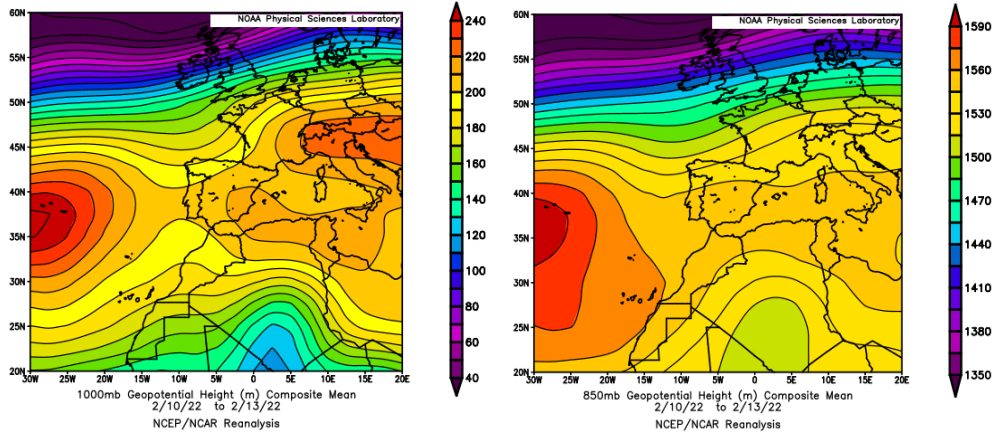 NOAA Physical Sciences Laboratory
60N
55N
50N
45N
40N
35N
30N
25N
20N
30W 25W 20W 15W 10W 5W 0 5E 10E 15E 20E
240
220
200
180
160
140
120
100
80
60
40
1000mb Geopotential Height (m) Composite Mean
2/10/22 to 2/13/22
NCEP/NCAR Reanalysis
NOAA Physical Sciences Laboratory
60N
55N
50N
45N
40N
35N
30N
25N
20N
30W 25W 20W 15W 10W 5W 0 5E 10E 15E 20E
1590
1560
1530
1500
1470
1440
1410
1380
1350
850mb Geopotential Height (m) Composite Mean
2/10/22 to 2/13/22
NCEP/NCAR Reanalysis